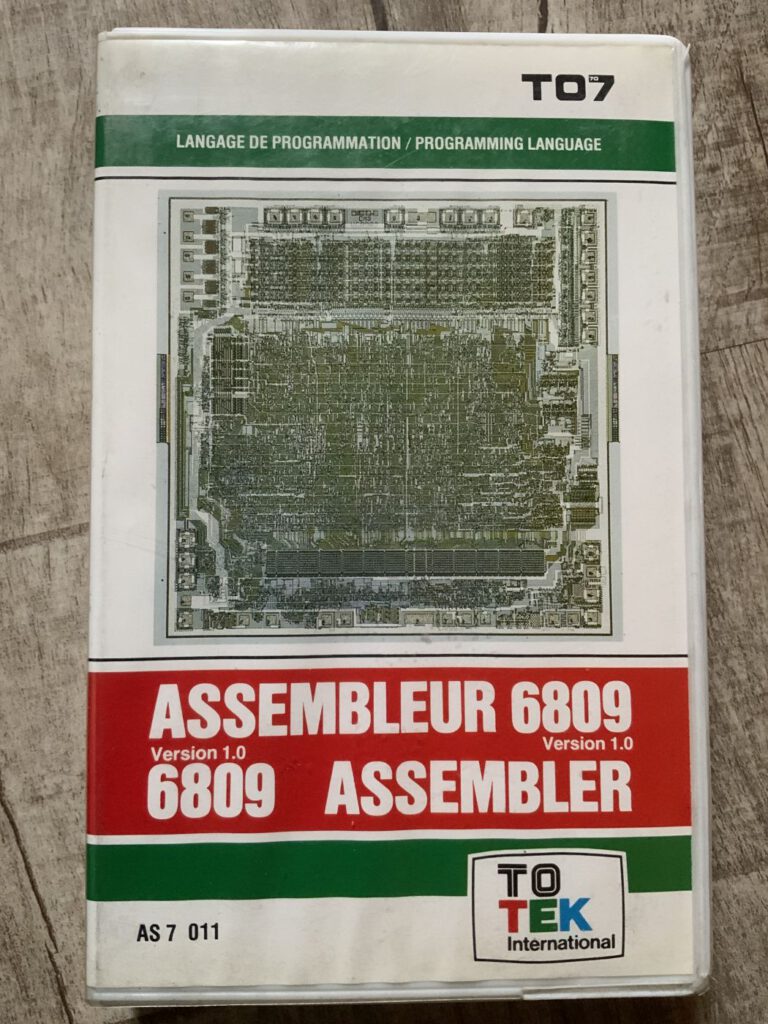 TO7 70
LANGAGE DE PROGRAMMATION / PROGRAMMING LANGUAGE
ASSEMBLEUR 6809
Version 1.0
Version 1.0
6809 ASSEMBLER
TO
TEK
International
AS 7 011